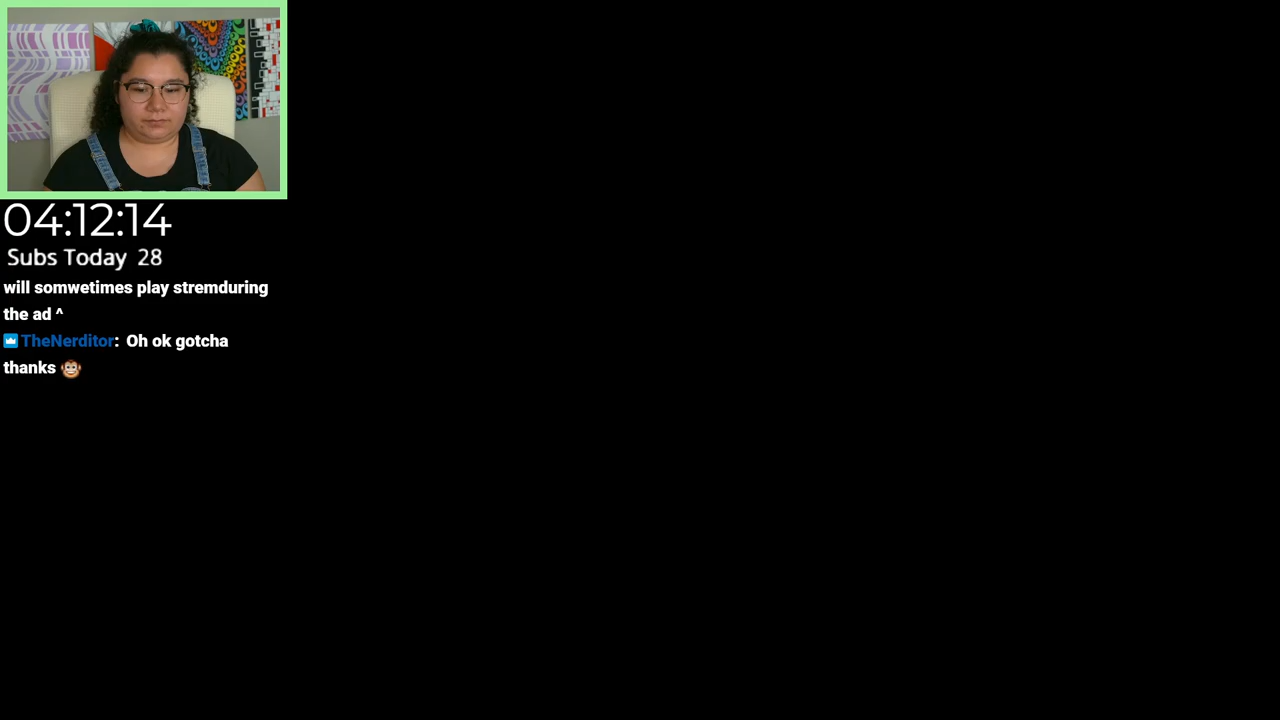 04:12:14
Subs Today 28
will somwetimes play stremduring
the ad ^
TheNerditor: Oh ok gotcha
thanks 🐵